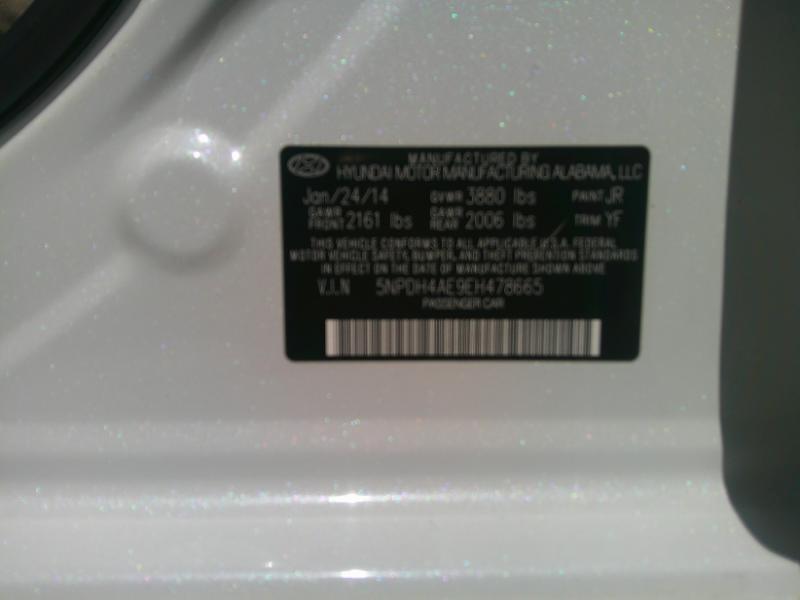 MANUFACTURED BY
HYUNDAI MOTOR MANUFACTURING ALABAMA, LLC
Jan/24/14 GVWR 3880 lbs PAINT JR
GAWR FRONT 2161 lbs GAWR REAR 2006 lbs TRIM YF
THIS VEHICLE CONFORMS TO ALL APPLICABLE U.S.A. FEDERAL
MOTOR VEHICLE SAFETY, BUMPER, AND THEFT PREVENTION STANDARDS
IN EFFECT ON THE DATE OF MANUFACTURE SHOWN ABOVE
V.I.N 5NPDH4AE9EH478665
PASSENGER CAR